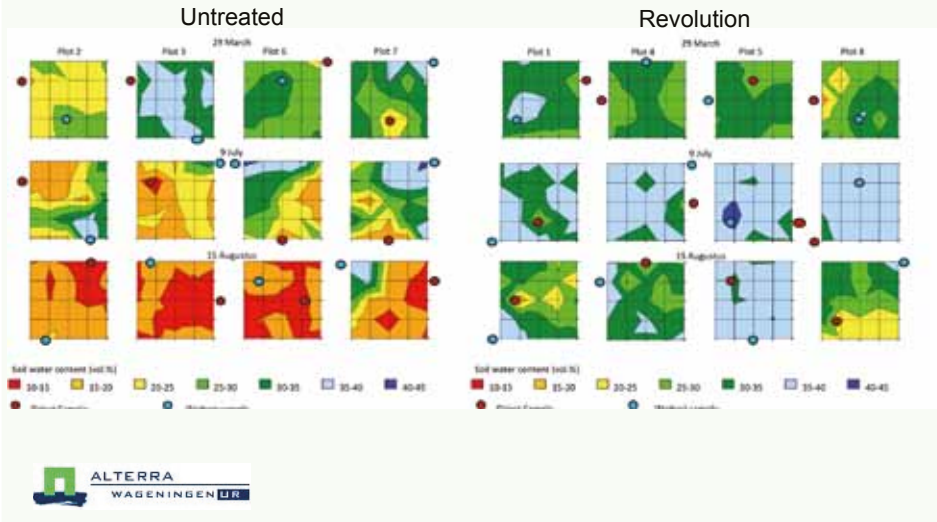 Untreated
Revolution
29 March
Plot 2 Plot 3 Plot 6 Plot 7
9 July
15 Augustus
Soil water content (vol.%)
10-15 15-20 20-25 25-30 30-35 35-40 40-45
29 March
Plot 1 Plot 4 Plot 5 Plot 8
9 July
15 Augustus
Soil water content (vol.%)
10-15 15-20 20-25 25-30 30-35 35-40 40-45
ALTERRA
WAGENINGEN UR